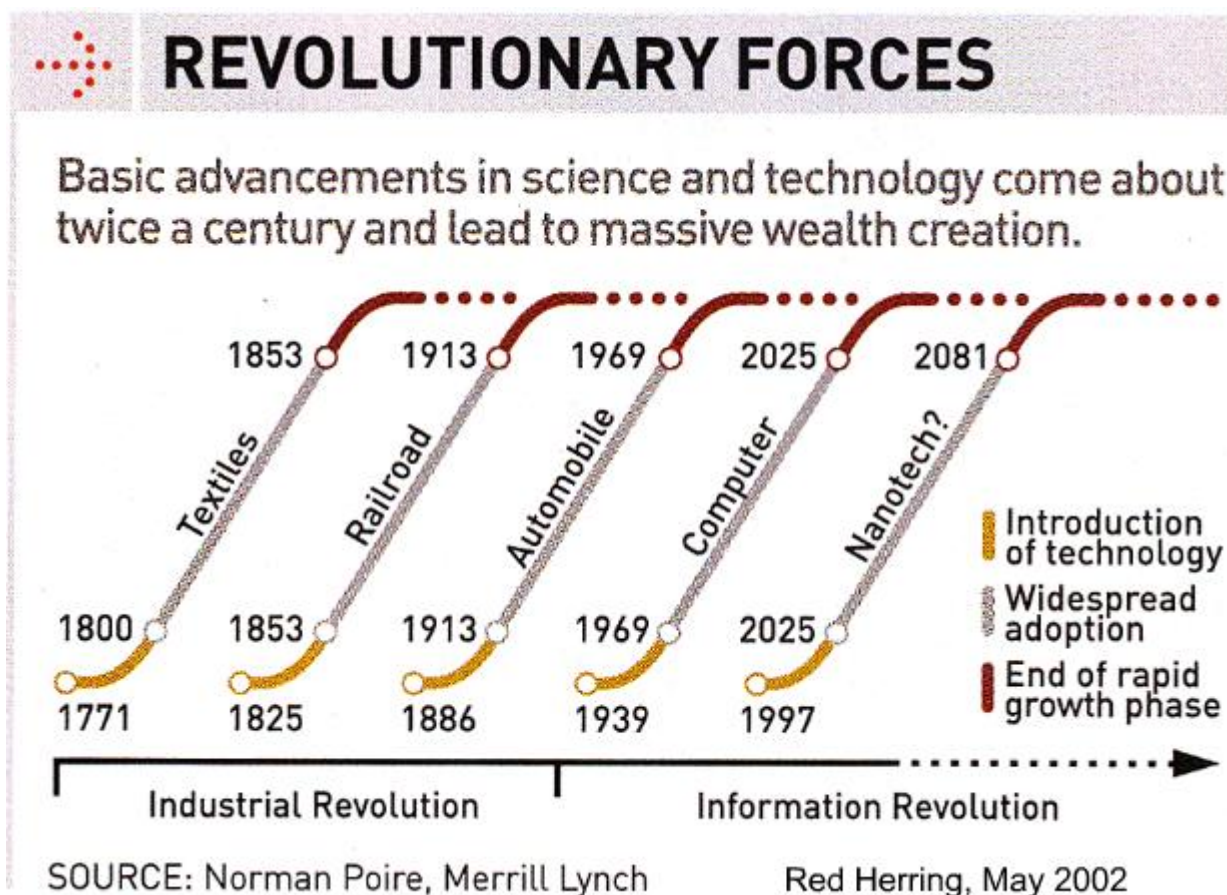 REVOLUTIONARY FORCES
Basic advancements in science and technology come about
twice a century and lead to massive wealth creation.
1853
1913
1969
2025
2081
Textiles
Railroad
Automobile
Computer
Nanotech?
Introduction
of technology
Widespread
adoption
End of rapid
growth phase
1800
1853
1913
1969
2025
1771
1825
1886
1939
1997
Industrial Revolution
Information Revolution
SOURCE: Norman Poire, Merrill Lynch
Red Herring, May 2002